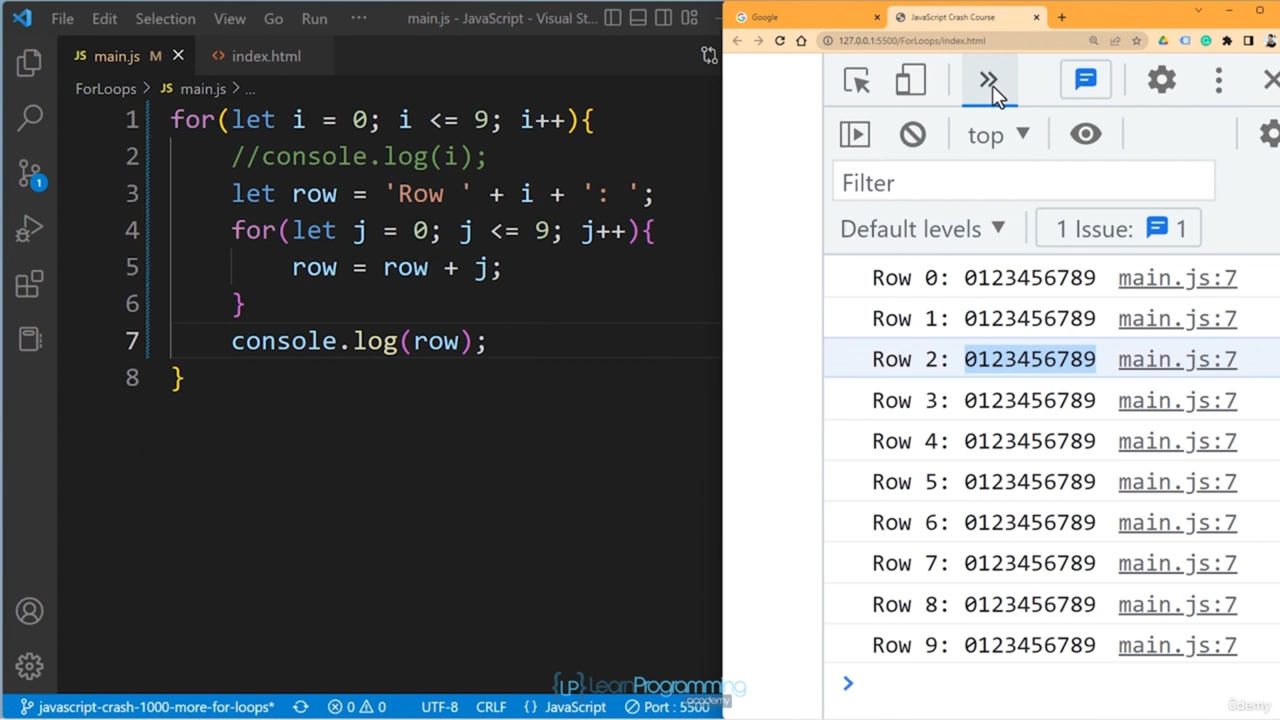 File Edit Selection View Go Run ··· main.js - JavaScript - Visual St...
JS main.js M
<> index.html
ForLoops > JS main.js > ...
1 for(let i = 0; i <= 9; i++){
2 //console.log(i);
3 let row = 'Row ' + i + ': ';
4 for(let j = 0; j <= 9; j++){
5 row = row + j;
6 }
7 console.log(row);
8 }
1
javascript-crash-1000-more-for-loops* 0 0 UTF-8 CRLF {} JavaScript Port : 5500
{LP} LearnProgramming
academy
Google
JavaScript Crash Course
127.0.0.1:5500/ForLoops/index.html
top
Filter
Default levels
1 Issue: 1
Row 0: 0123456789 main.js:7
Row 1: 0123456789 main.js:7
Row 2: 0123456789 main.js:7
Row 3: 0123456789 main.js:7
Row 4: 0123456789 main.js:7
Row 5: 0123456789 main.js:7
Row 6: 0123456789 main.js:7
Row 7: 0123456789 main.js:7
Row 8: 0123456789 main.js:7
Row 9: 0123456789 main.js:7
>
ûdemy